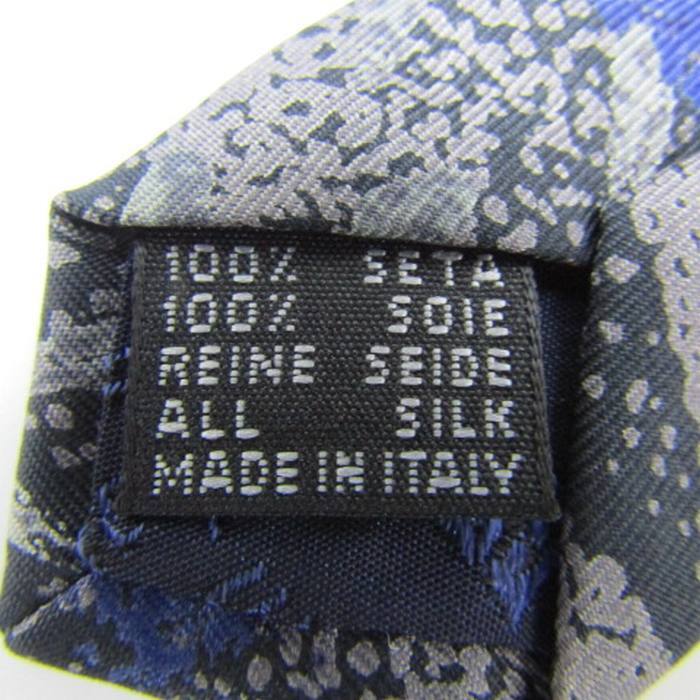 100% SETA
100% SOIE
REINE SEIDE
ALL SILK
MADE IN ITALY